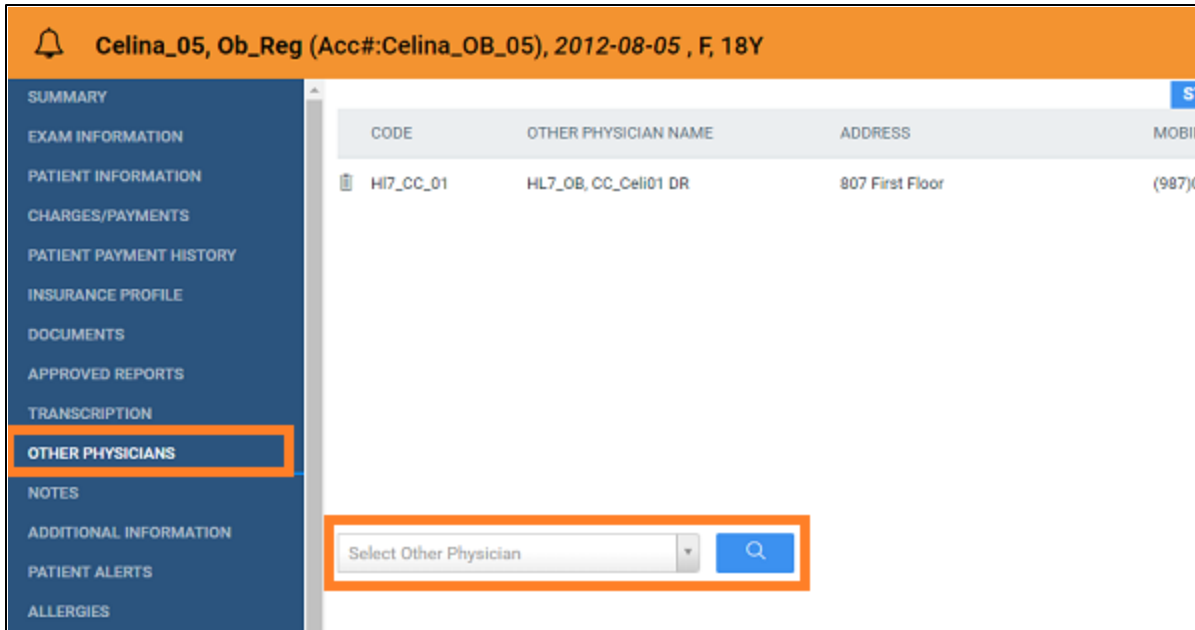 Celina_05, Ob_Reg (Acc#:Celina_OB_05), 2012-08-05 , F, 18Y
SUMMARY
EXAM INFORMATION
PATIENT INFORMATION
CHARGES/PAYMENTS
PATIENT PAYMENT HISTORY
INSURANCE PROFILE
DOCUMENTS
APPROVED REPORTS
TRANSCRIPTION
OTHER PHYSICIANS
NOTES
ADDITIONAL INFORMATION
PATIENT ALERTS
ALLERGIES
CODE OTHER PHYSICIAN NAME ADDRESS
Hl7_CC_01 HL7_OB, CC_Celi01 DR 807 First Floor (987)
Select Other Physician